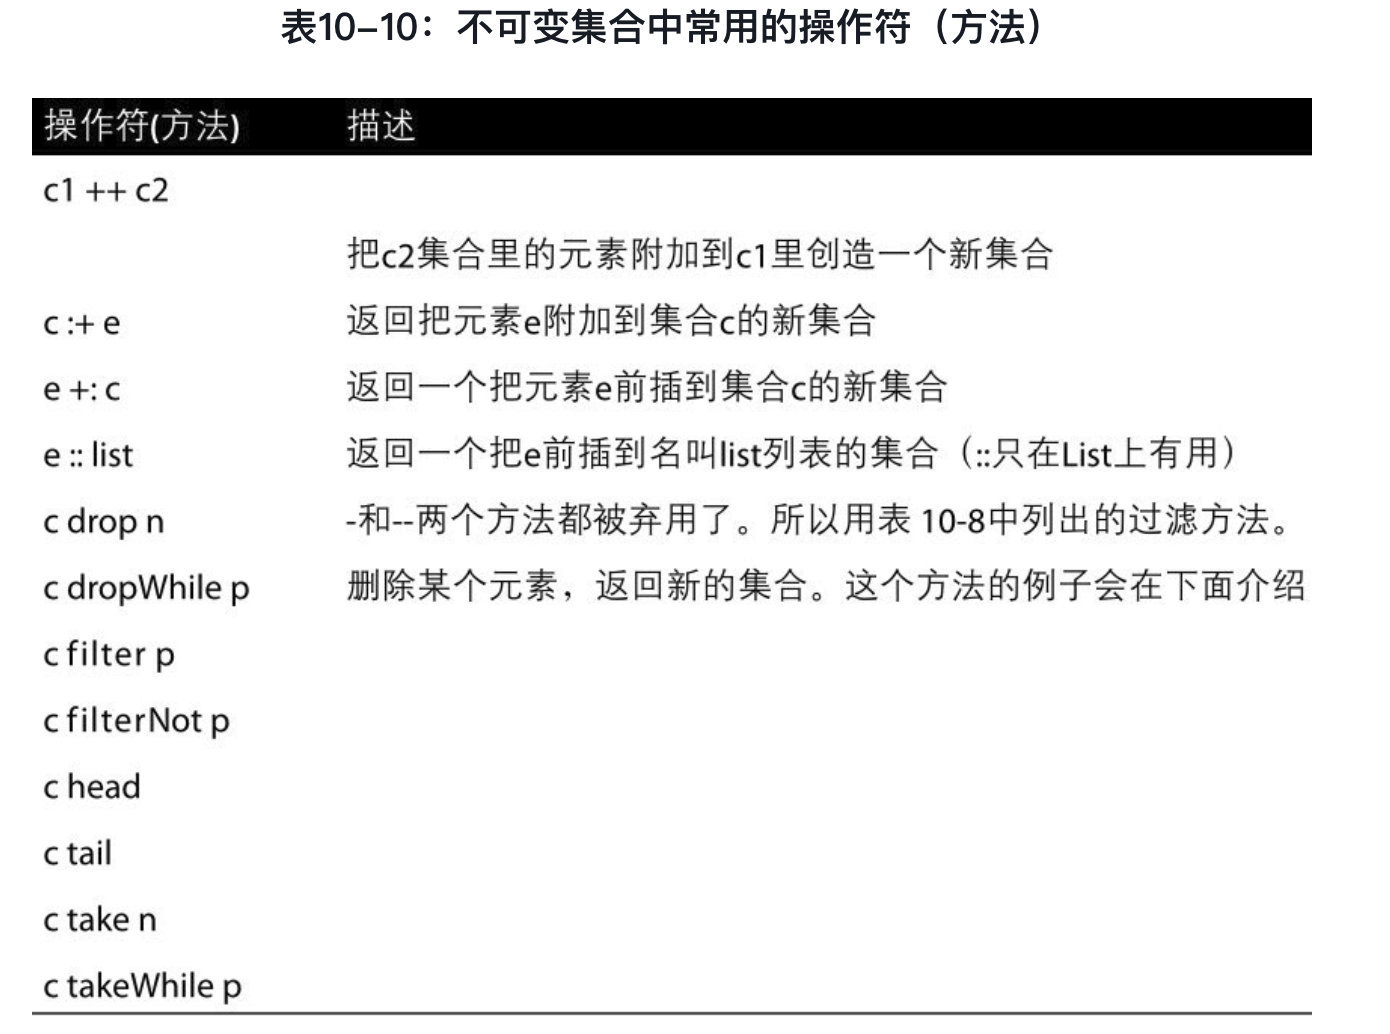 表10–10：不可变集合中常用的操作符（方法）
操作符(方法) 描述
c1 ++ c2
把c2集合里的元素附加到c1里创造一个新集合
c :+ e 返回把元素e附加到集合c的新集合
e +: c 返回一个把元素e前插到集合c的新集合
e :: list 返回一个把e前插到名叫list列表的集合（::只在List上有用）
c drop n -和--两个方法都被弃用了。所以用表 10-8中列出的过滤方法。
c dropWhile p 删除某个元素，返回新的集合。这个方法的例子会在下面介绍
c filter p
c filterNot p
c head
c tail
c take n
c takeWhile p